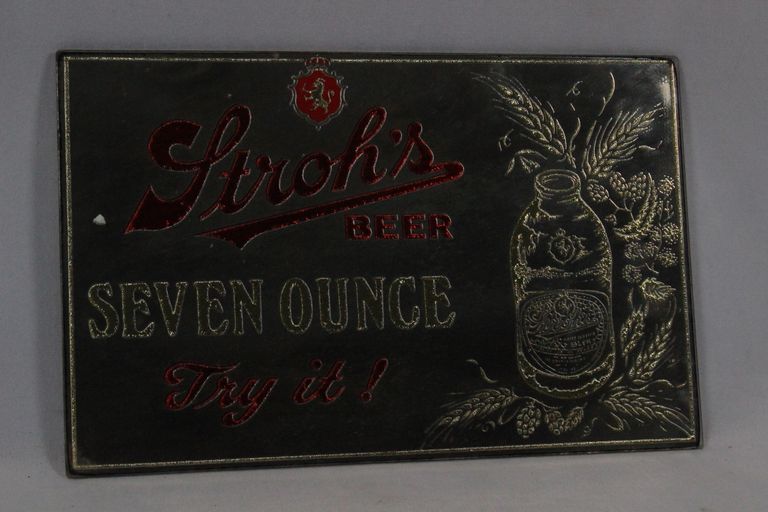 Stroh's
BEER
SEVEN OUNCE
Try it!